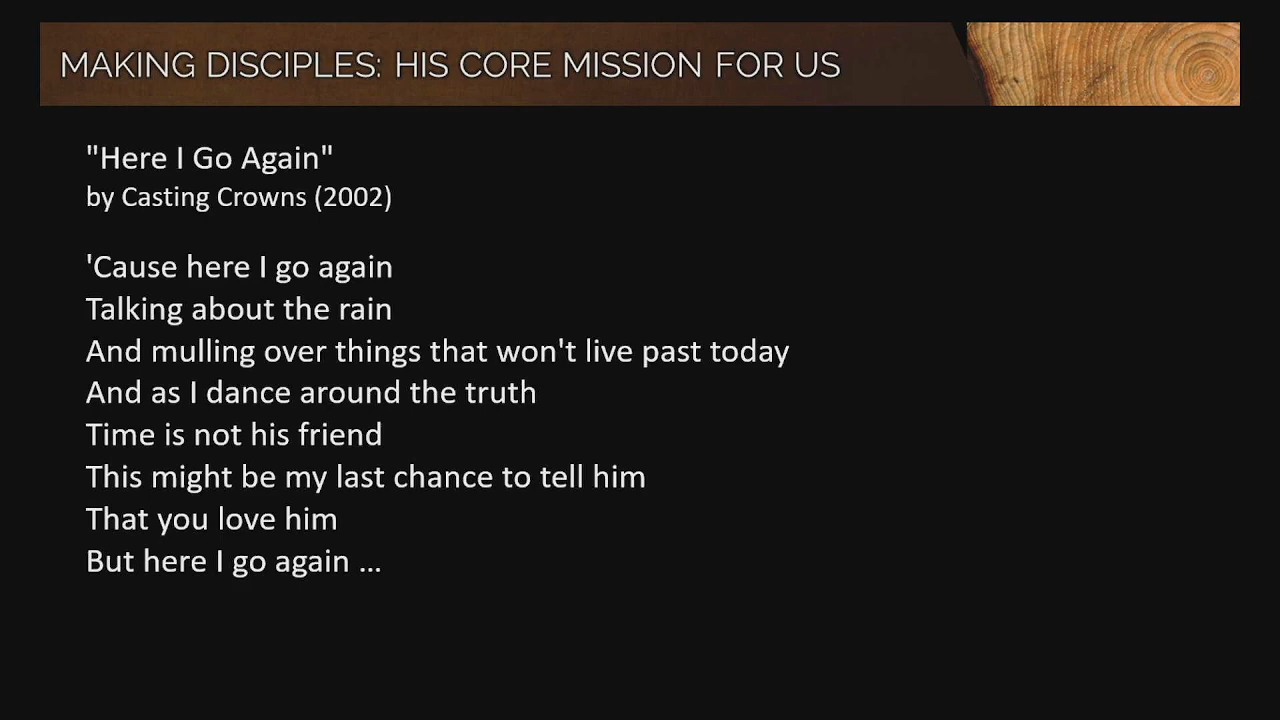 MAKING DISCIPLES: HIS CORE MISSION FOR US
"Here I Go Again"
by Casting Crowns (2002)
'Cause here I go again
Talking about the rain
And mulling over things that won't live past today
And as I dance around the truth
Time is not his friend
This might be my last chance to tell him
That you love him
But here I go again ...